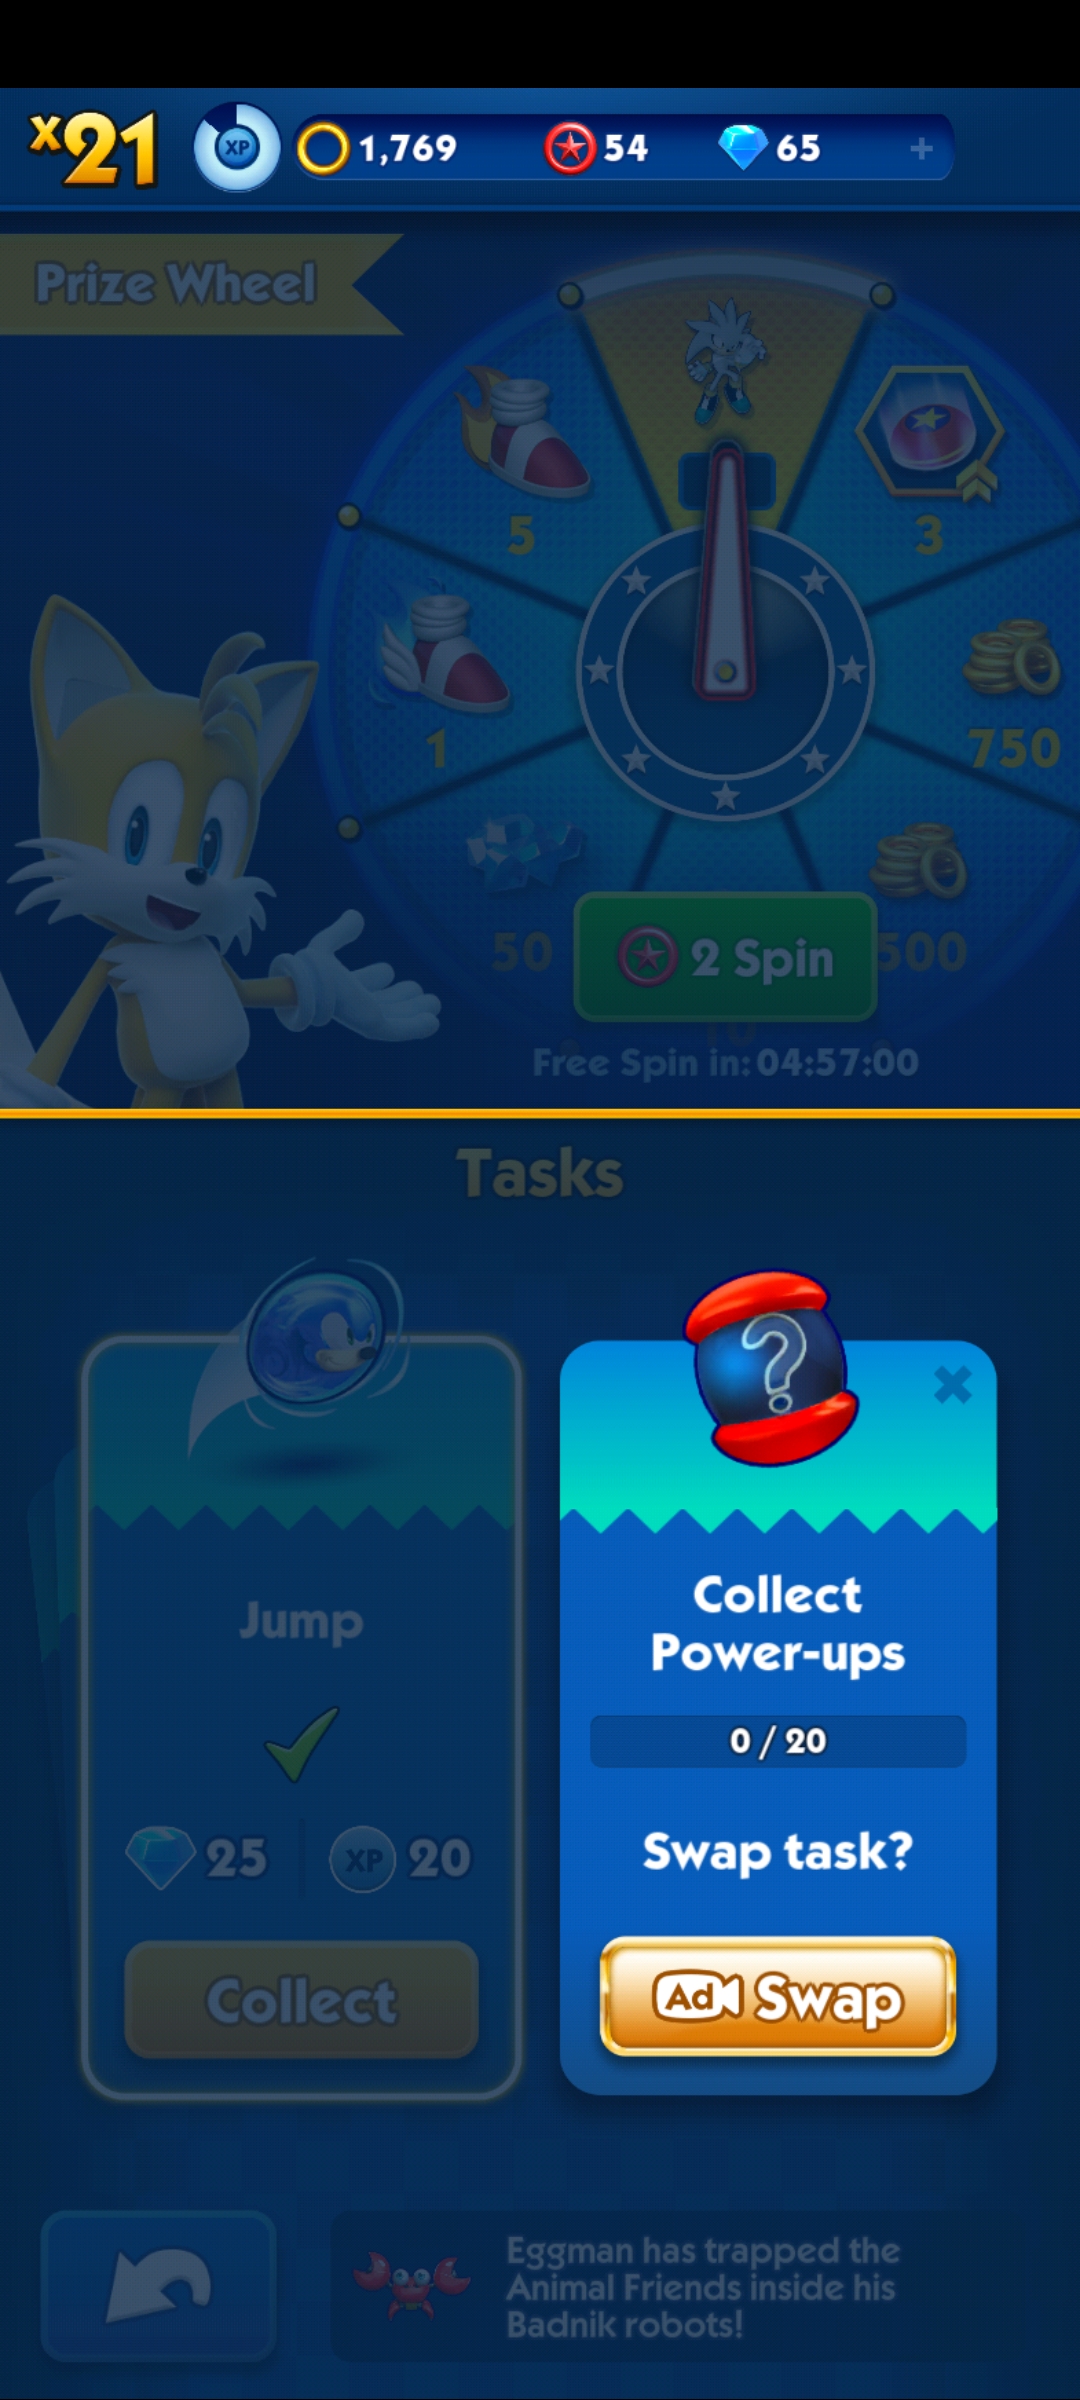 x21
XP
1,769
54
65
+
Prize Wheel
5
3
1
750
50
2 Spin
500
10
Free Spin in: 04:57:00
Tasks
?
Jump
Collect
Power-ups
0 / 20
25
XP
20
Swap task?
Collect
Ad Swap
Eggman has trapped the
Animal Friends inside his
Badnik robots!